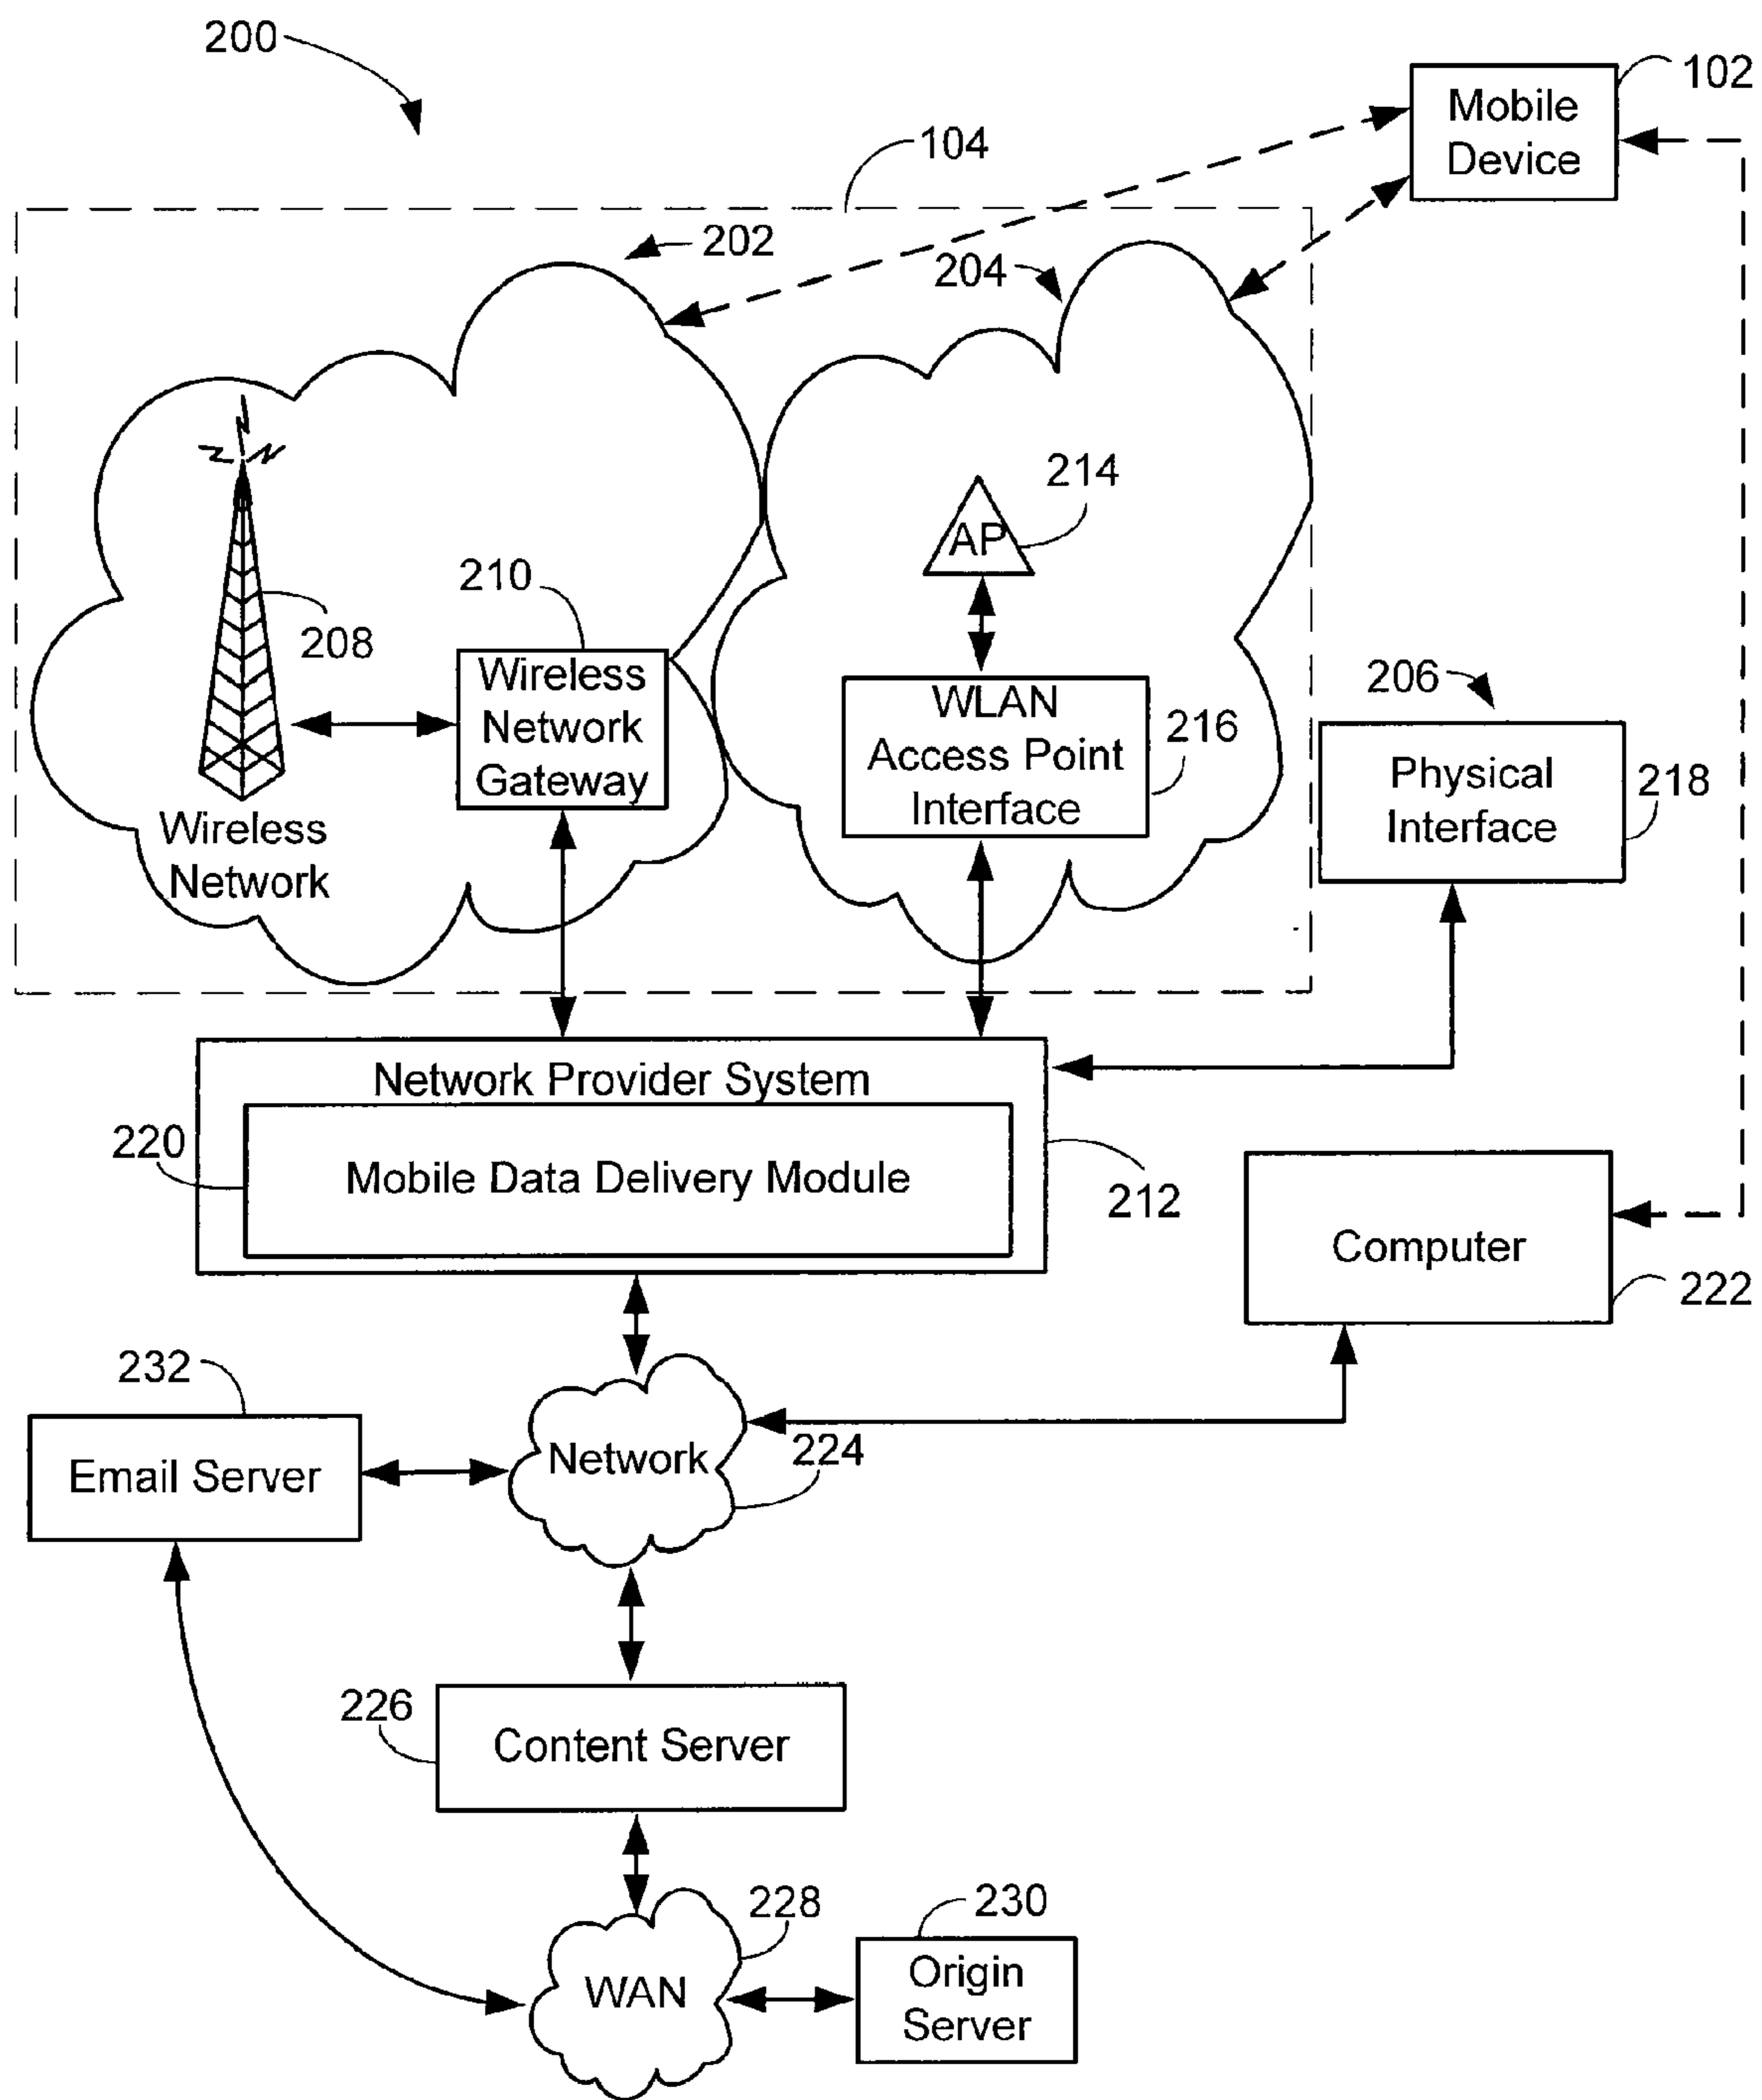 200
102
Mobile
Device
104
202
204
214
AP
210
208
Wireless
Network
Gateway
WLAN
Access Point
Interface
216
206
Physical
Interface
218
Wireless
Network
Network Provider System
220
Mobile Data Delivery Module
212
Computer
222
232
Email Server
Network
224
226
Content Server
228
230
WAN
Origin
Server